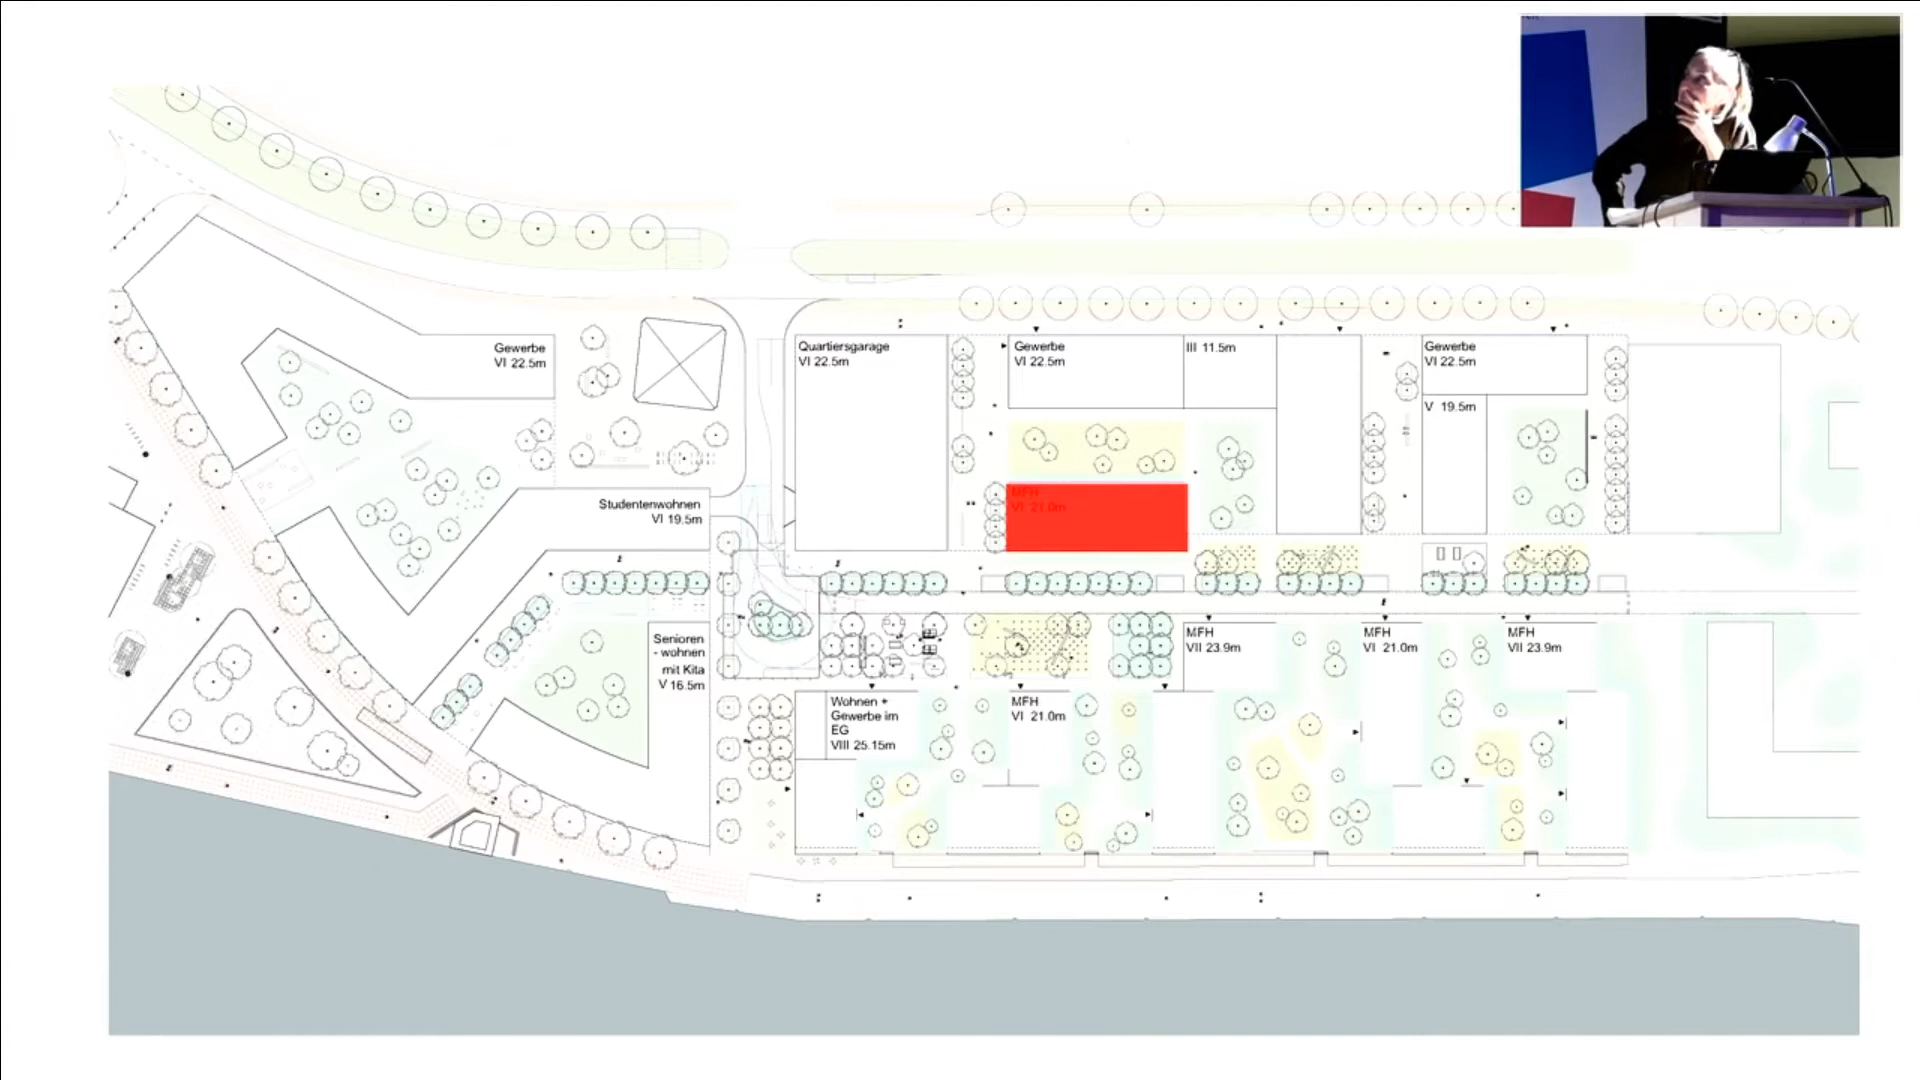 Quartiersgarage
VI 22.5m
Gewerbe
VI 22.5m
III 11.5m
Gewerbe
VI 22.5m
Gewerbe
VI 22.5m
V 19.5m
MFH
VI 21.0m
Studentenwohnen
VI 19.5m
Senioren
- wohnen
mit Kita
V 16.5m
MFH
VII 23.9m
MFH
VI 21.0m
MFH
VII 23.9m
Wohnen +
Gewerbe im
EG
VIII 25.15m
MFH
VI 21.0m